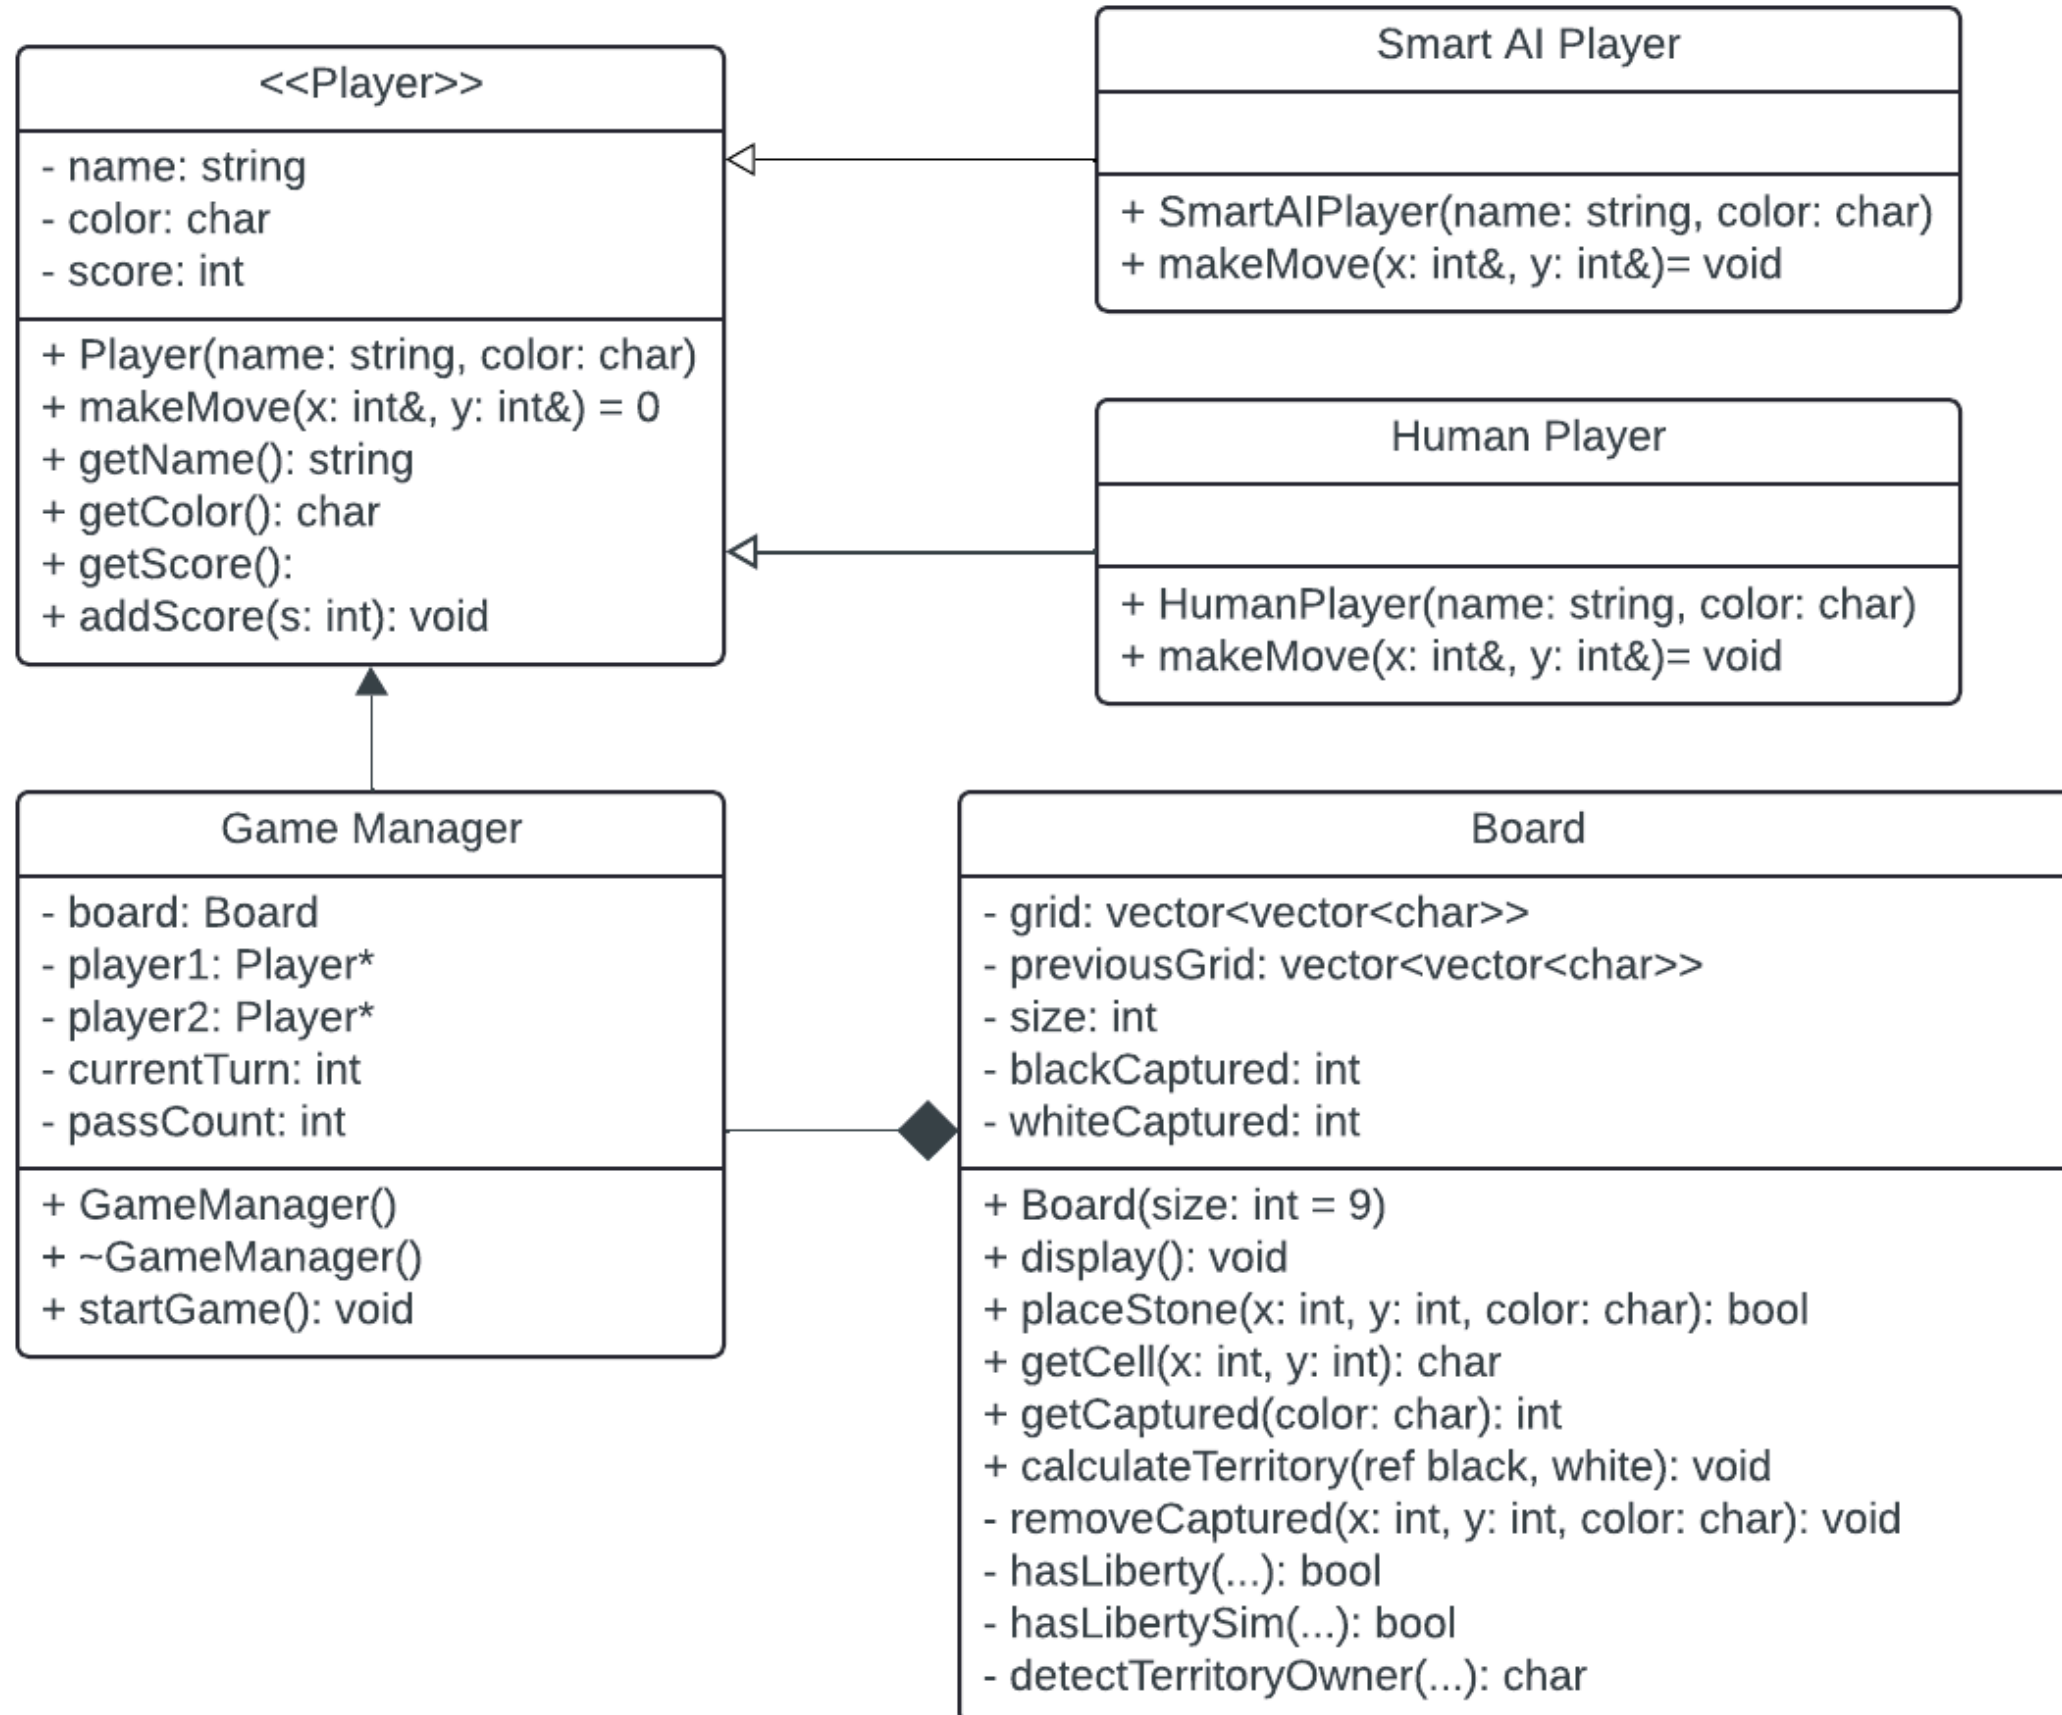 <<Player>>
- name: string
- color: char
- score: int
+ Player(name: string, color: char)
+ makeMove(x: int&, y: int&) = 0
+ getName(): string
+ getColor(): char
+ getScore():
+ addScore(s: int): void
Smart AI Player
+ SmartAIPlayer(name: string, color: char)
+ makeMove(x: int&, y: int&)= void
Human Player
+ HumanPlayer(name: string, color: char)
+ makeMove(x: int&, y: int&)= void
Game Manager
- board: Board
- player1: Player*
- player2: Player*
- currentTurn: int
- passCount: int
+ GameManager()
+ ~GameManager()
+ startGame(): void
Board
- grid: vector<vector<char>>
- previousGrid: vector<vector<char>>
- size: int
- blackCaptured: int
- whiteCaptured: int
+ Board(size: int = 9)
+ display(): void
+ placeStone(x: int, y: int, color: char): bool
+ getCell(x: int, y: int): char
+ getCaptured(color: char): int
+ calculateTerritory(ref black, white): void
- removeCaptured(x: int, y: int, color: char): void
- hasLiberty(...): bool
- hasLibertySim(...): bool
- detectTerritoryOwner(...): char